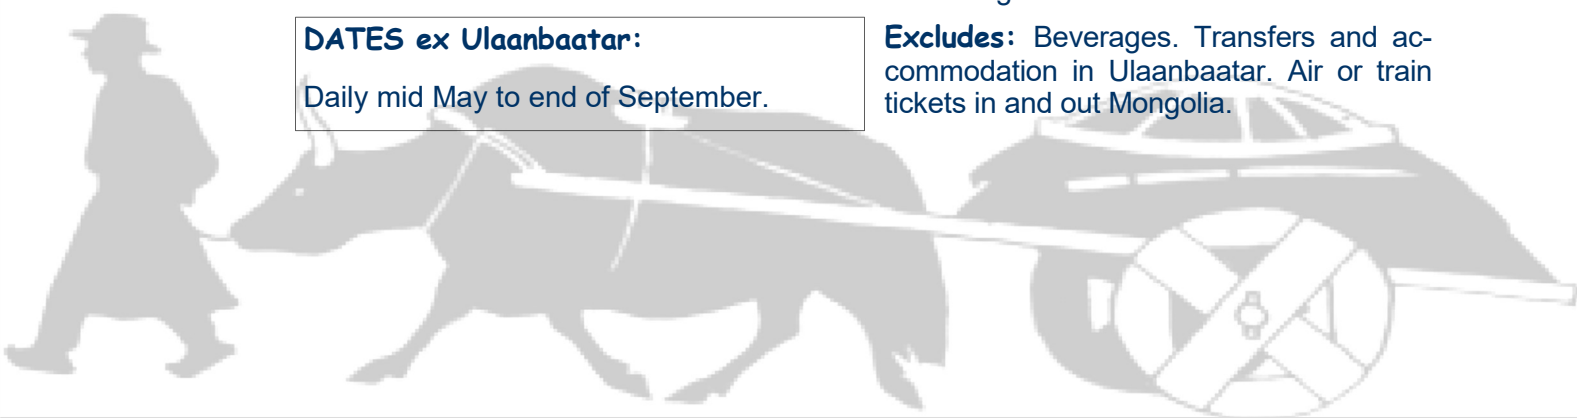 DATES ex Ulaanbaatar:
Daily mid May to end of September.
Excludes: Beverages. Transfers and ac-
commodation in Ulaanbaatar. Air or train
tickets in and out Mongolia.